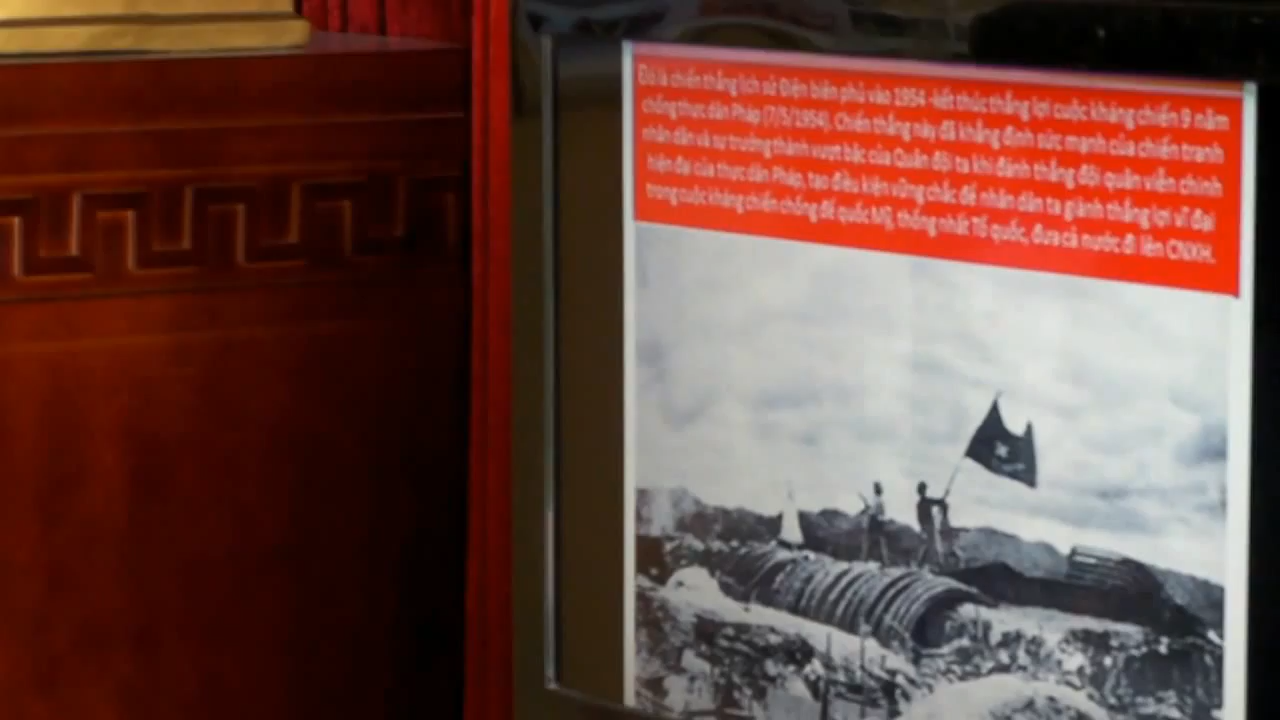 Đó là chiến thắng lịch sử Điện biên phủ vào 1954 -kết thúc thắng lợi cuộc kháng chiến 9 năm
chống thực dân Pháp (7/5/1954). Chiến thắng này đã khẳng định sức mạnh của chiến tranh
nhân dân và sự trưởng thành vượt bậc của Quân đội ta khi đánh thắng đội quân viễn chinh
hiện đại của thực dân Pháp, tạo điều kiện vững chắc để nhân dân ta giành thắng lợi vĩ đại
trong cuộc kháng chiến chống đế quốc Mỹ, thống nhất Tổ quốc, đưa cả nước đi lên CNXH.